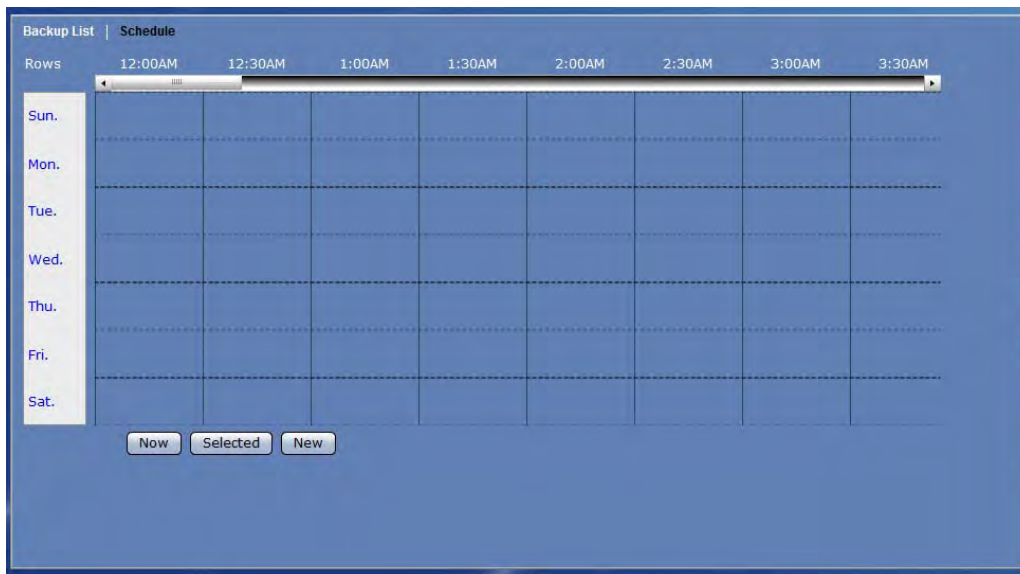 Backup List | Schedule
Rows 12:00AM 12:30AM 1:00AM 1:30AM 2:00AM 2:30AM 3:00AM 3:30AM
Sun.
Mon.
Tue.
Wed.
Thu.
Fri.
Sat.
Now Selected New